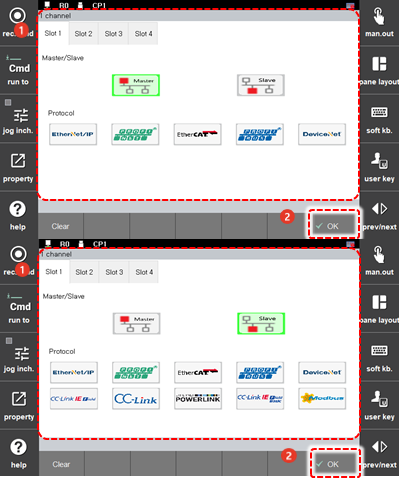 R0 CP1
1 channel
Slot 1 Slot 2 Slot 3 Slot 4
Master/Slave
Master Slave
Protocol
EtherNet/IP PROFINET EtherCAT PROFIBUS DeviceNet
Clear OK
1
2
Cmd
run to
jog inch.
property
help
man.out
pane layout
soft kb.
user key
prev/next
R0 CP1
1 channel
Slot 1 Slot 2 Slot 3 Slot 4
Master/Slave
Master Slave
Protocol
EtherNet/IP PROFINET EtherCAT PROFIBUS DeviceNet
CC-Link IE Field CC-Link POWERLINK CC-Link IE Field Basic Modbus
Clear OK
1
2
Cmd
run to
jog inch.
property
help
man.out
pane layout
soft kb.
user key
prev/next